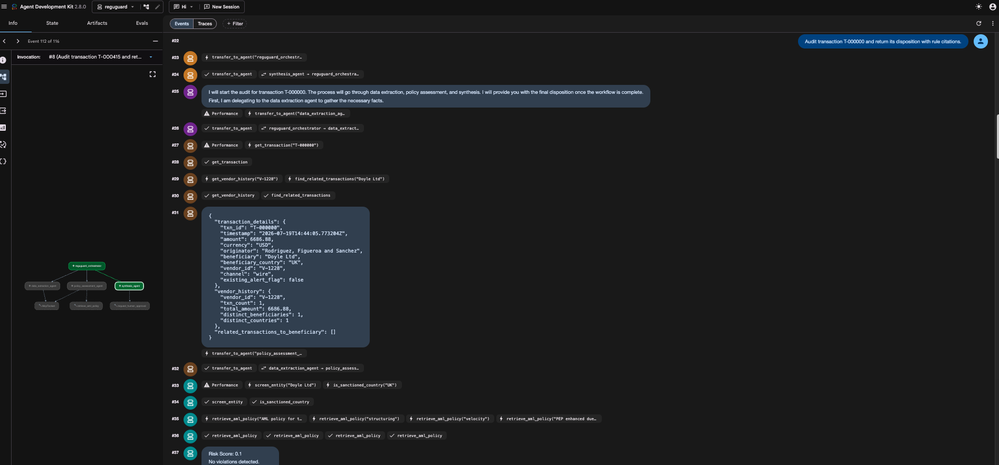 Agent Development Kit 2.8.0
reguguard
Hi
New Session
Info
State
Artifacts
Evals
Events
Traces
+ Filter
Event 112 of 116
Invocation: #8 (Audit transaction T-000415 and ret...
reguguard_orchestrator
data_extraction_agent
policy_assessment_agent
synthesis_agent
McpToolset
retrieve_aml_policy
request_human_approval
#22
Audit transaction T-000000 and return its disposition with rule citations.
#23 transfer_to_agent("reguguard_orchestr…
#24 transfer_to_agent synthesis_agent → reguguard_orchestra…
#25
I will start the audit for transaction T-000000. The process will go through data extraction, policy assessment, and synthesis. I will provide you with the final disposition once the workflow is complete.
First, I am delegating to the data extraction agent to gather the necessary facts.
Performance transfer_to_agent("data_extraction_ag…
#26 transfer_to_agent reguguard_orchestrator → data_extract…
#27 Performance get_transaction("T-000000")
#28 get_transaction
#29 get_vendor_history("V-1228") find_related_transactions("Doyle Ltd")
#30 get_vendor_history find_related_transactions
#31
{
"transaction_details": {
"txn_id": "T-000000",
"timestamp": "2026-07-19T14:44:05.773204Z",
"amount": 6686.88,
"currency": "USD",
"originator": "Rodriguez, Figueroa and Sanchez",
"beneficiary": "Doyle Ltd",
"beneficiary_country": "UK",
"vendor_id": "V-1228",
"channel": "wire",
"existing_alert_flag": false
},
"vendor_history": {
"vendor_id": "V-1228",
"txn_count": 1,
"total_amount": 6686.88,
"distinct_beneficiaries": 1,
"distinct_countries": 1
},
"related_transactions_to_beneficiary": []
}
transfer_to_agent("policy_assessment_…
#32 transfer_to_agent data_extraction_agent → policy_assess…
#33 Performance screen_entity("Doyle Ltd") is_sanctioned_country("UK")
#34 screen_entity is_sanctioned_country
#35 retrieve_aml_policy("AML policy for t… retrieve_aml_policy("structuring") retrieve_aml_policy("velocity") retrieve_aml_policy("PEP enhanced due…
#36 retrieve_aml_policy retrieve_aml_policy retrieve_aml_policy retrieve_aml_policy
#37
Risk Score: 0.1
No violations detected.